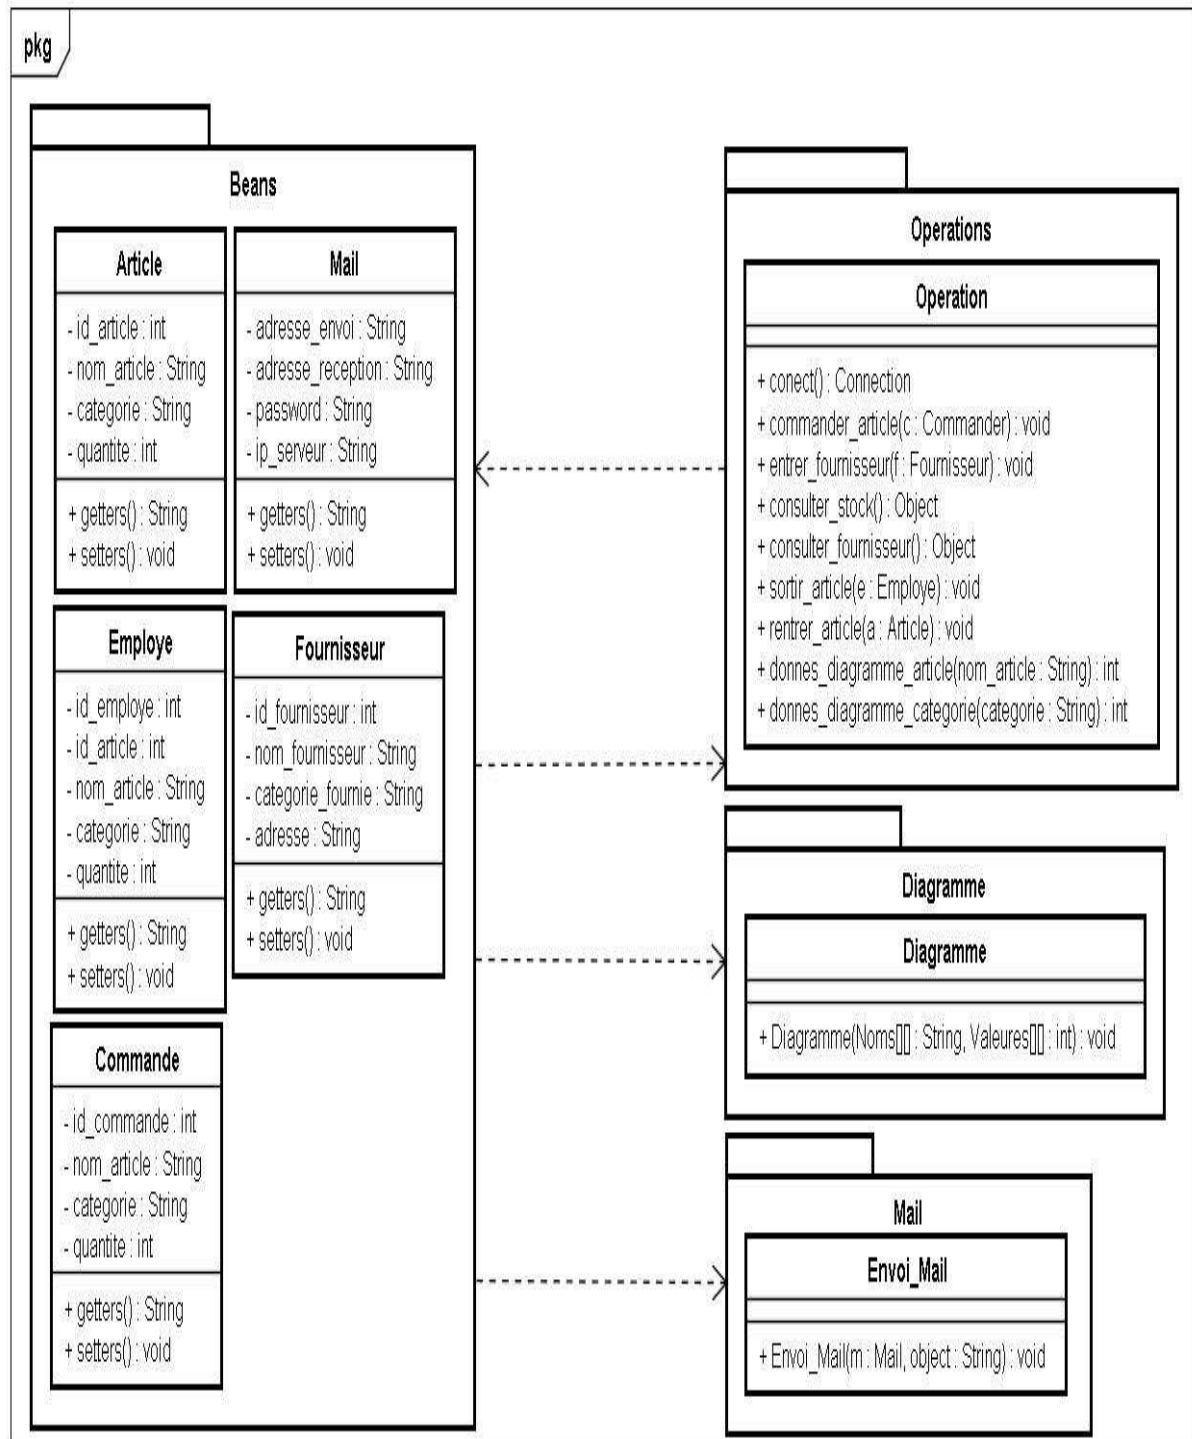 pkg
Beans
Article
- id_article : int
- nom_article : String
- categorie : String
- quantite : int
+ getters() : String
+ setters() : void
Mail
- adresse_envoi : String
- adresse_reception : String
- password : String
- ip_serveur : String
+ getters() : String
+ setters() : void
Employe
- id_employe : int
- id_article : int
- nom_article : String
- categorie : String
- quantite : int
+ getters() : String
+ setters() : void
Fournisseur
- id_fournisseur : int
- nom_fournisseur : String
- categorie_fournie : String
- adresse : String
+ getters() : String
+ setters() : void
Commande
- id_commande : int
- nom_article : String
- categorie : String
- quantite : int
+ getters() : String
+ setters() : void
Operations
Operation
+ conect() : Connection
+ commander_article(c : Commander) : void
+ entrer_fournisseur(f : Fournisseur) : void
+ consulter_stock() : Object
+ consulter_fournisseur() : Object
+ sortir_article(e : Employe) : void
+ rentrer_article(a : Article) : void
+ donnes_diagramme_article(nom_article : String) : int
+ donnes_diagramme_categorie(categorie : String) : int
Diagramme
Diagramme
+ Diagramme(Noms[][] : String, Valeures[][] : int) : void
Mail
Envoi_Mail
+ Envoi_Mail(m : Mail, object : String) : void